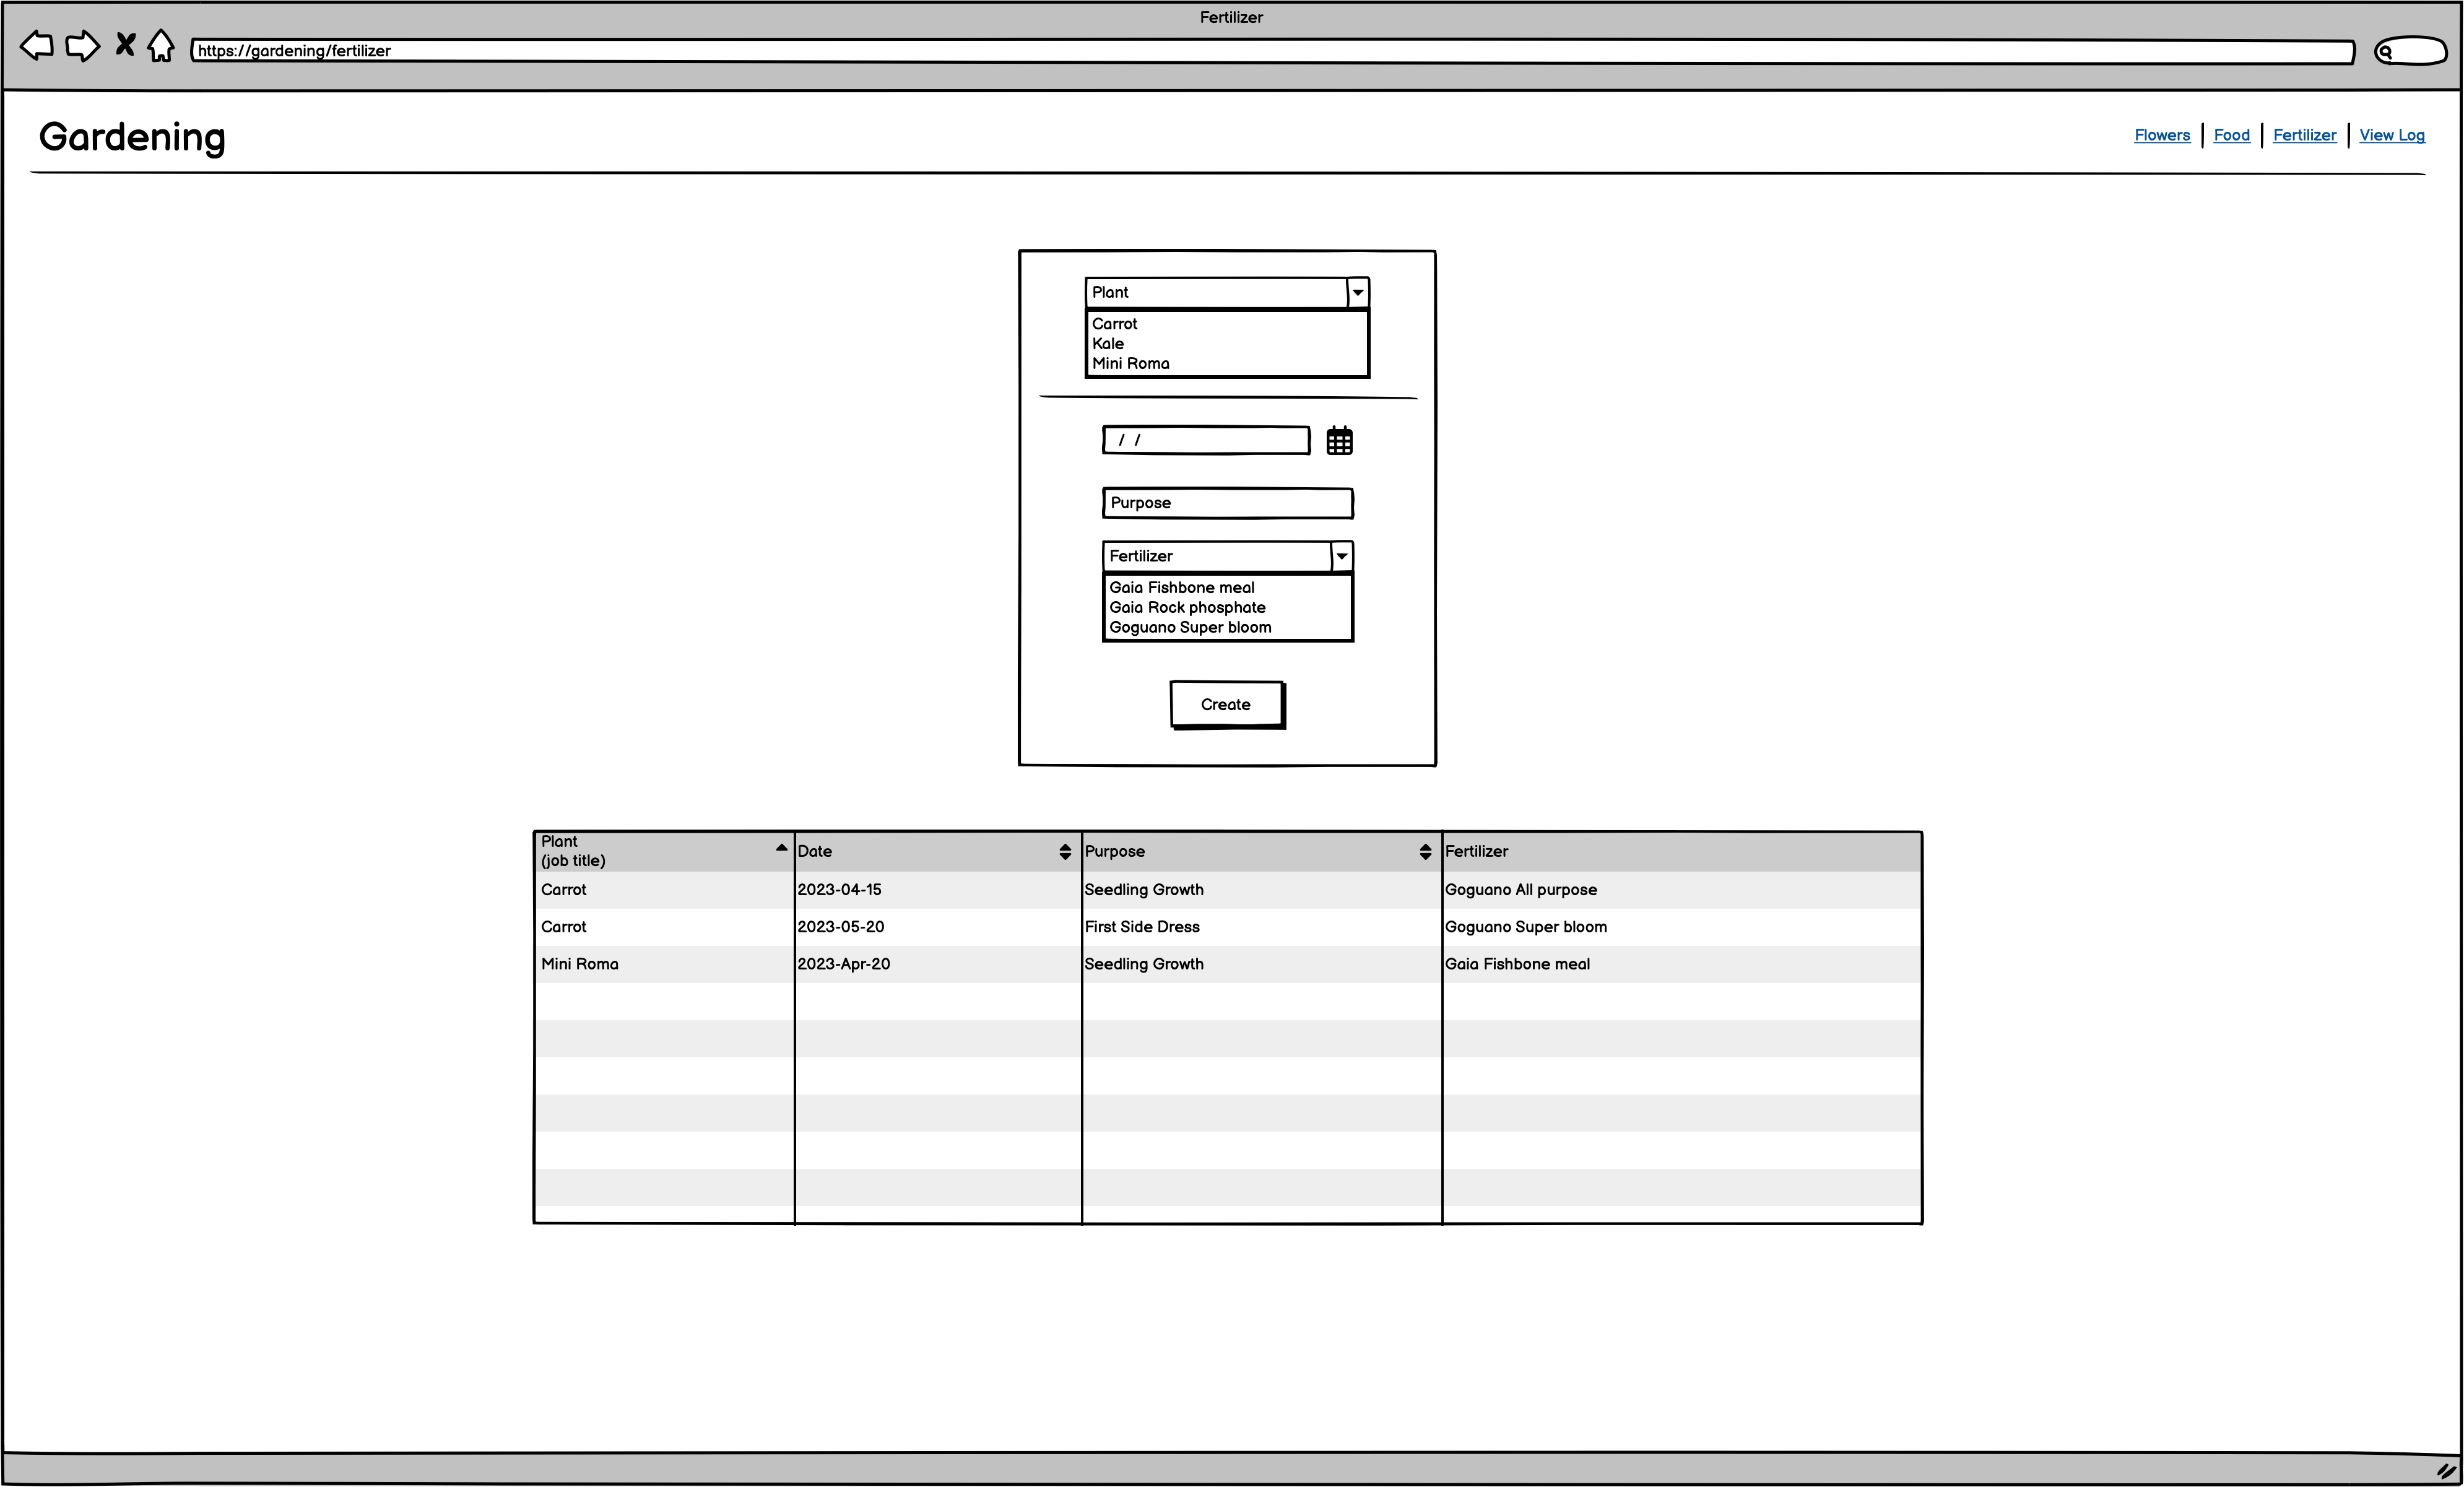 Fertilizer
https://gardening/fertilizer
Gardening
Flowers | Food | Fertilizer | View Log
Plant
Carrot
Kale
Mini Roma
/ /
Purpose
Fertilizer
Gaia Fishbone meal
Gaia Rock phosphate
Goguano Super bloom
Create
Plant
(job title) Date Purpose Fertilizer
Carrot 2023-04-15 Seedling Growth Goguano All purpose
Carrot 2023-05-20 First Side Dress Goguano Super bloom
Mini Roma 2023-Apr-20 Seedling Growth Gaia Fishbone meal